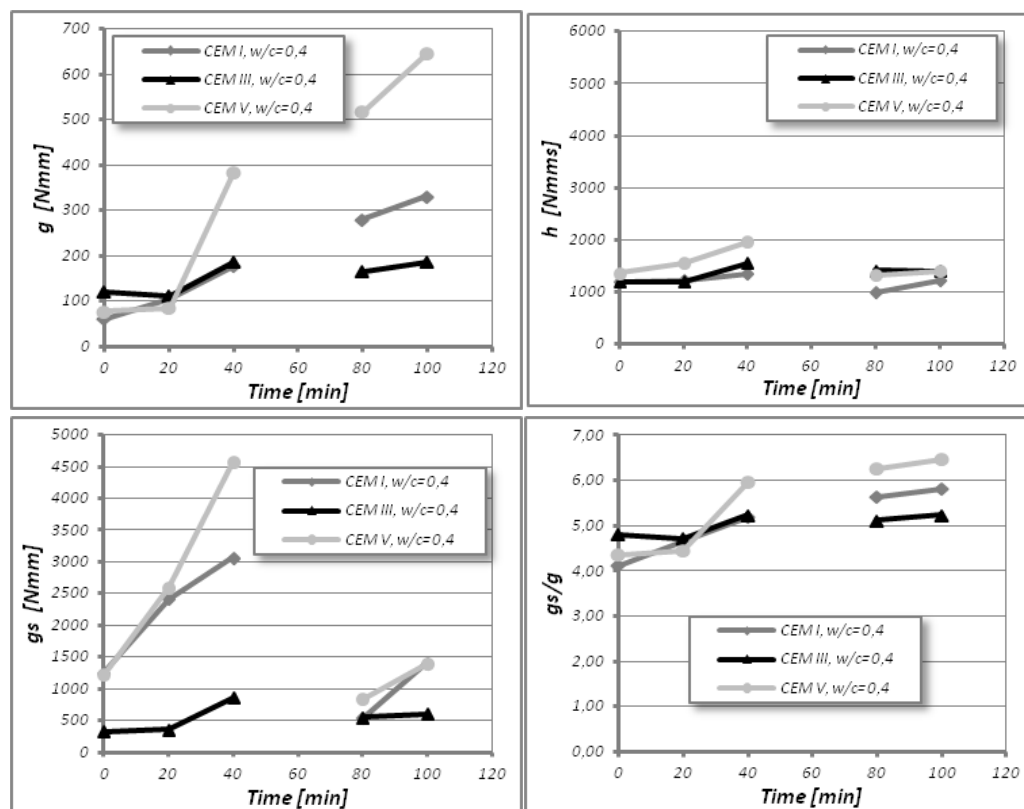 700
600
500
400
300
200
100
0
g [Nmm]
CEM I, w/c=0,4
CEM III, w/c=0,4
CEM V, w/c=0,4
0 20 40 60 80 100 120
Time [min]
6000
5000
4000
3000
2000
1000
0
h [Nmms]
CEM I, w/c=0,4
CEM III, w/c=0,4
CEM V, w/c=0,4
0 20 40 60 80 100 120
Time [min]
5000
4500
4000
3500
3000
2500
2000
1500
1000
500
0
gs [Nmm]
CEM I, w/c=0,4
CEM III, w/c=0,4
CEM V, w/c=0,4
0 20 40 60 80 100 120
Time [min]
7,00
6,00
5,00
4,00
3,00
2,00
1,00
0,00
gs/g
CEM I, w/c=0,4
CEM III, w/c=0,4
CEM V, w/c=0,4
0 20 40 60 80 100 120
Time [min]